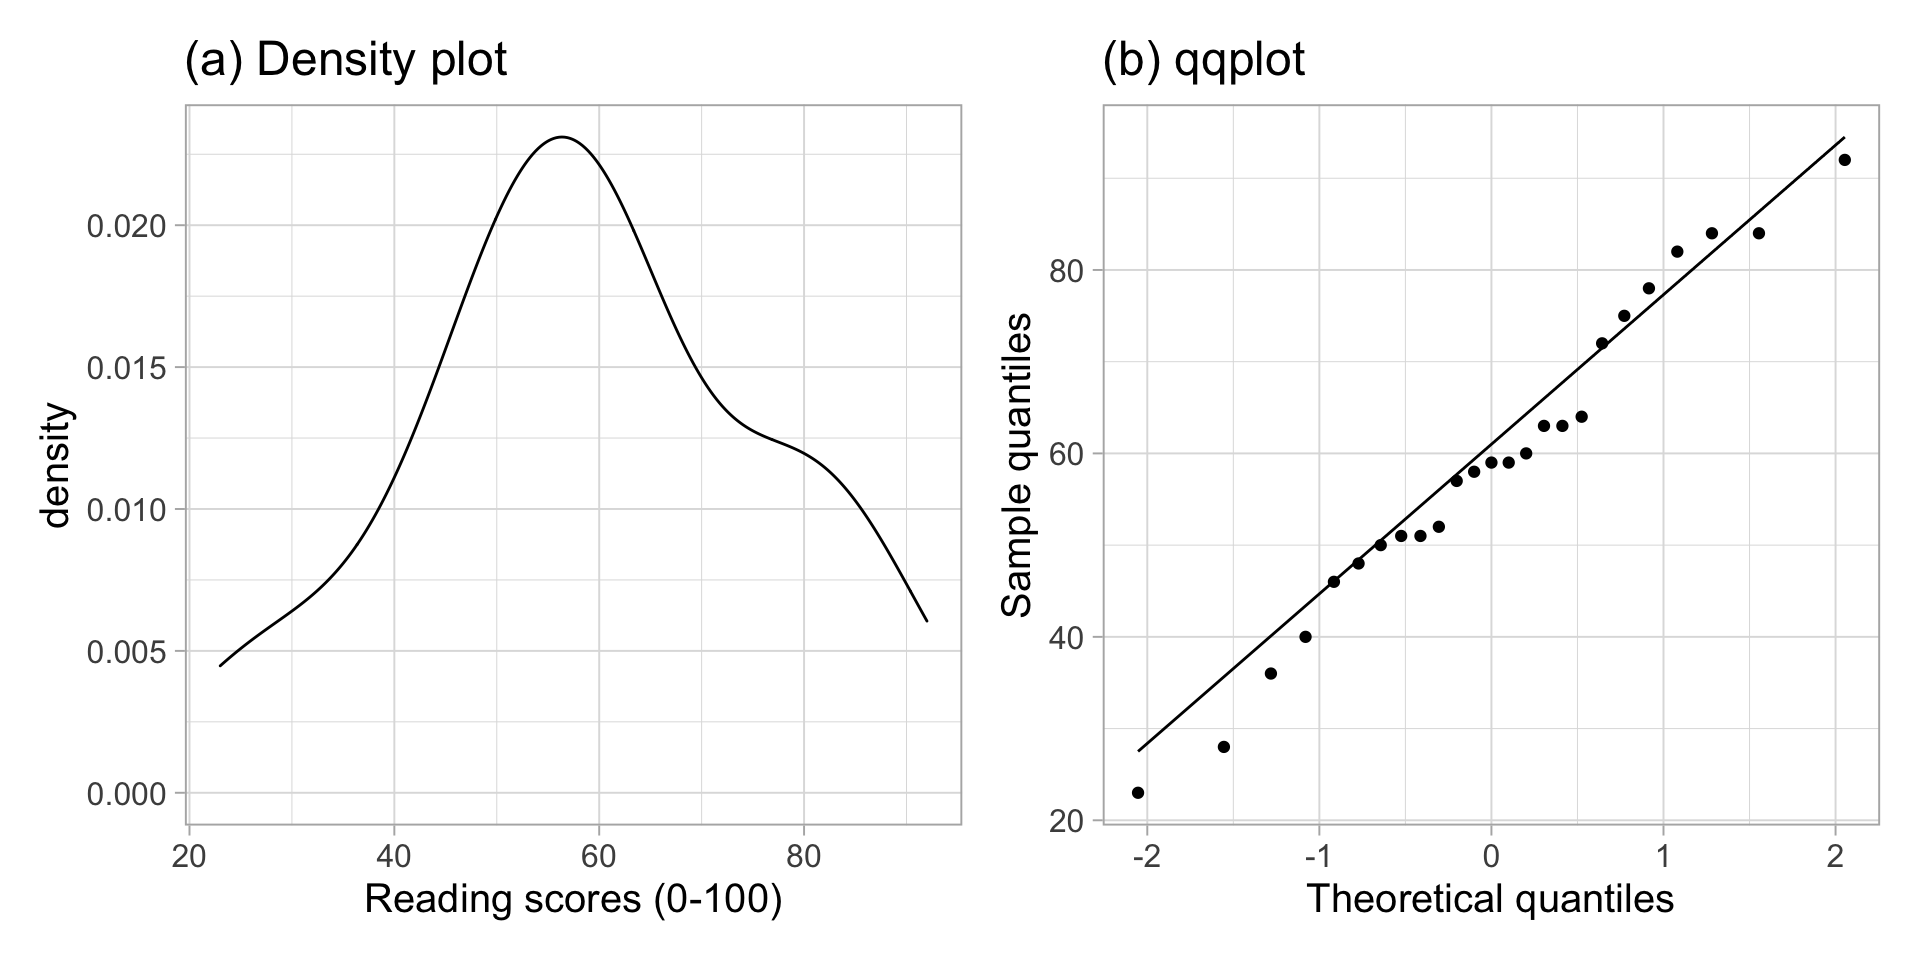 (a) Density plot
density
0.020
0.015
0.010
0.005
0.000
20 40 60 80
Reading scores (0-100)
(b) qqplot
Sample quantiles
80
60
40
20
-2 -1 0 1 2
Theoretical quantiles